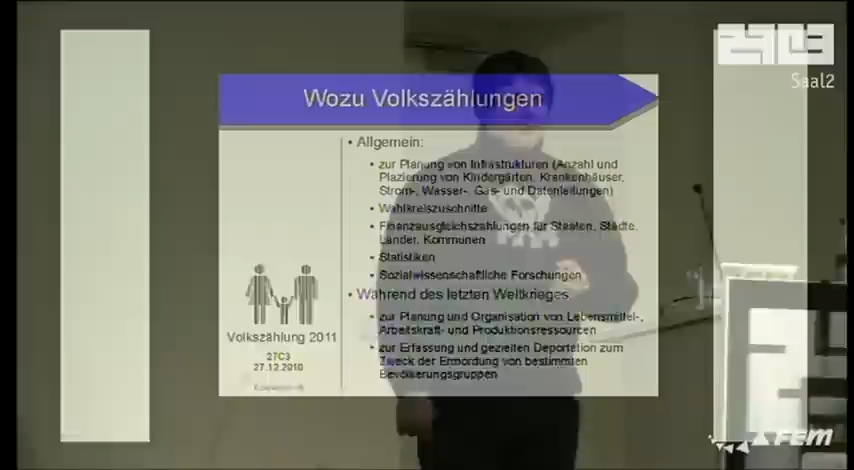 27C3
Saal2
Wozu Volkszählungen
• Allgemein:
• zur Planung von Infrastrukturen (Anzahl und
Plazierung von Kindergärten, Krankenhäuser,
Strom-, Wasser-, Gas- und Datenleitungen)
• Wahlkreiszuschnitte
• Finanzausgleichszahlungen für Staaten, Städte,
Länder, Kommunen
• Statistiken
• Sozialwissenschaftliche Forschungen
• Während des letzten Weltkrieges
• zur Planung und Organisation von Lebensmittel-,
Arbeitskraft- und Produktionsressourcen
• zur Erfassung und gezielten Deportation zum
Zweck der Ermordung von bestimmten
Bevölkerungsgruppen
Volkszählung 2011
27C3
27.12.2010
FEM